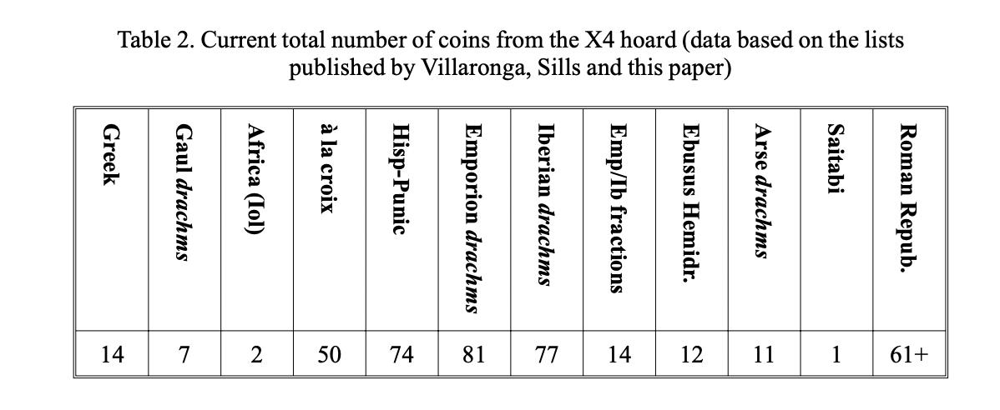 Table 2. Current total number of coins from the X4 hoard (data based on the lists
published by Villaronga, Sills and this paper)
Greek
Gaul drachms
Africa (Iol)
à la croix
Hisp-Punic
Emporion drachms
Iberian drachms
Emp/Ib fractions
Ebusus Hemidr.
Arse drachms
Saitabi
Roman Repub.
14
7
2
50
74
81
77
14
12
11
1
61+